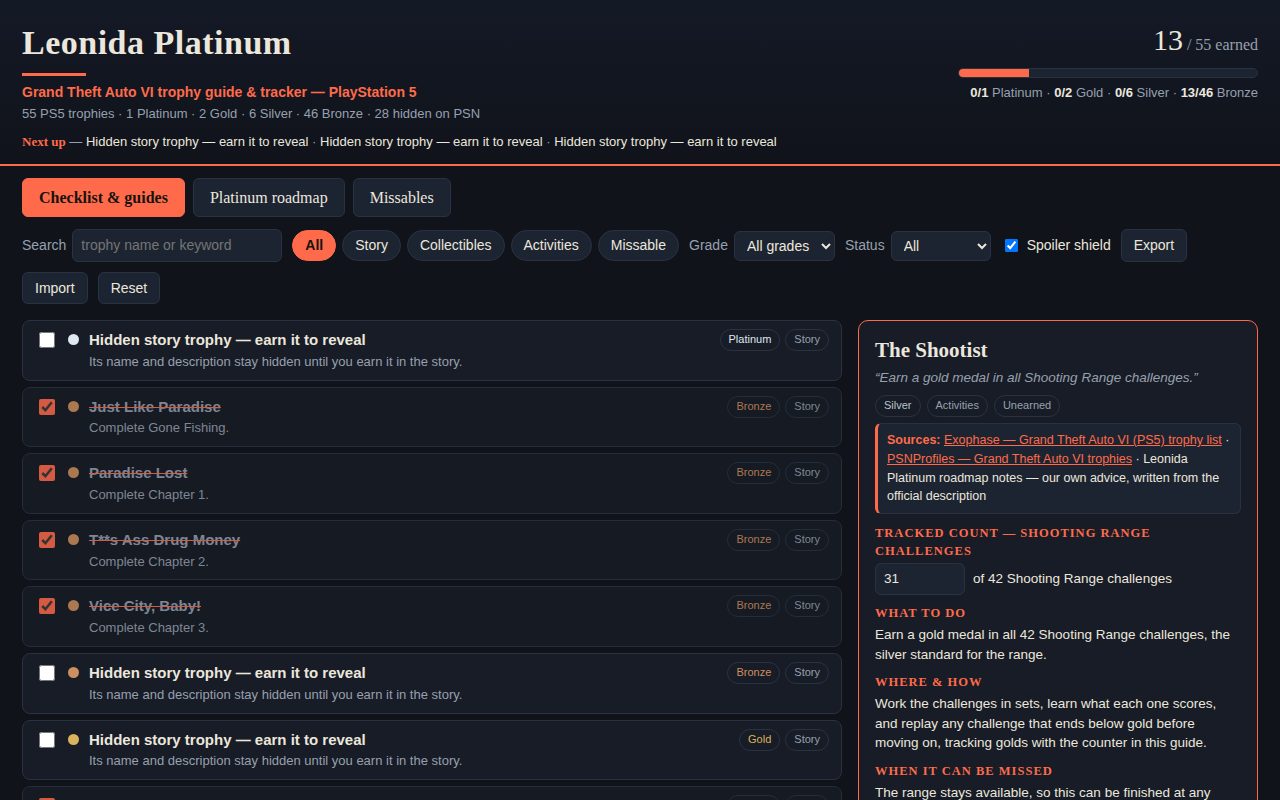 Leonida Platinum
13 / 55 earned
Grand Theft Auto VI trophy guide & tracker — PlayStation 5
0/1 Platinum · 0/2 Gold · 0/6 Silver · 13/46 Bronze
55 PS5 trophies · 1 Platinum · 2 Gold · 6 Silver · 46 Bronze · 28 hidden on PSN
Next up — Hidden story trophy — earn it to reveal · Hidden story trophy — earn it to reveal · Hidden story trophy — earn it to reveal
Checklist & guides Platinum roadmap Missables
Search trophy name or keyword All Story Collectibles Activities Missable Grade All grades Status All Spoiler shield Export
Import Reset
Hidden story trophy — earn it to reveal Platinum Story
Its name and description stay hidden until you earn it in the story.
Just Like Paradise Bronze Story
Complete Gone Fishing.
Paradise Lost Bronze Story
Complete Chapter 1.
T**s Ass Drug Money Bronze Story
Complete Chapter 2.
Vice City, Baby! Bronze Story
Complete Chapter 3.
Hidden story trophy — earn it to reveal Bronze Story
Its name and description stay hidden until you earn it in the story.
Hidden story trophy — earn it to reveal Gold Story
Its name and description stay hidden until you earn it in the story.
The Shootist
“Earn a gold medal in all Shooting Range challenges.”
Silver Activities Unearned
Sources: Exophase — Grand Theft Auto VI (PS5) trophy list ·
PSNProfiles — Grand Theft Auto VI trophies · Leonida
Platinum roadmap notes — our own advice, written from the
official description
TRACKED COUNT — SHOOTING RANGE
CHALLENGES
31 of 42 Shooting Range challenges
WHAT TO DO
Earn a gold medal in all 42 Shooting Range challenges, the
silver standard for the range.
WHERE & HOW
Work the challenges in sets, learn what each one scores,
and replay any challenge that ends below gold before
moving on, tracking golds with the counter in this guide.
WHEN IT CAN BE MISSED
The range stays available, so this can be finished at any